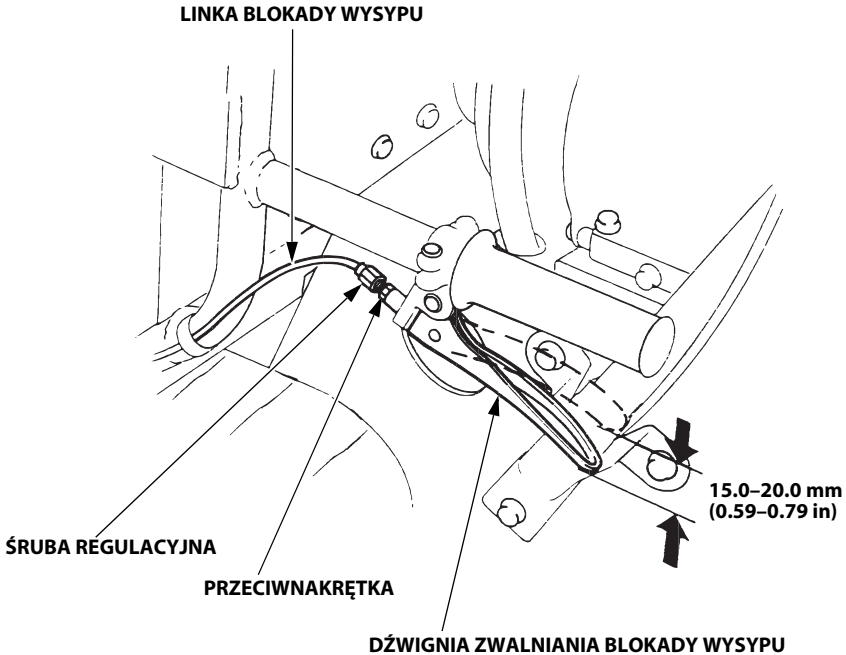 LINKA BLOKADY WYSYPU
15.0–20.0 mm
(0.59–0.79 in)
ŚRUBA REGULACYJNA
PRZECIWNAKRĘTKA
DŹWIGNIA ZWALNIANIA BLOKADY WYSYPU